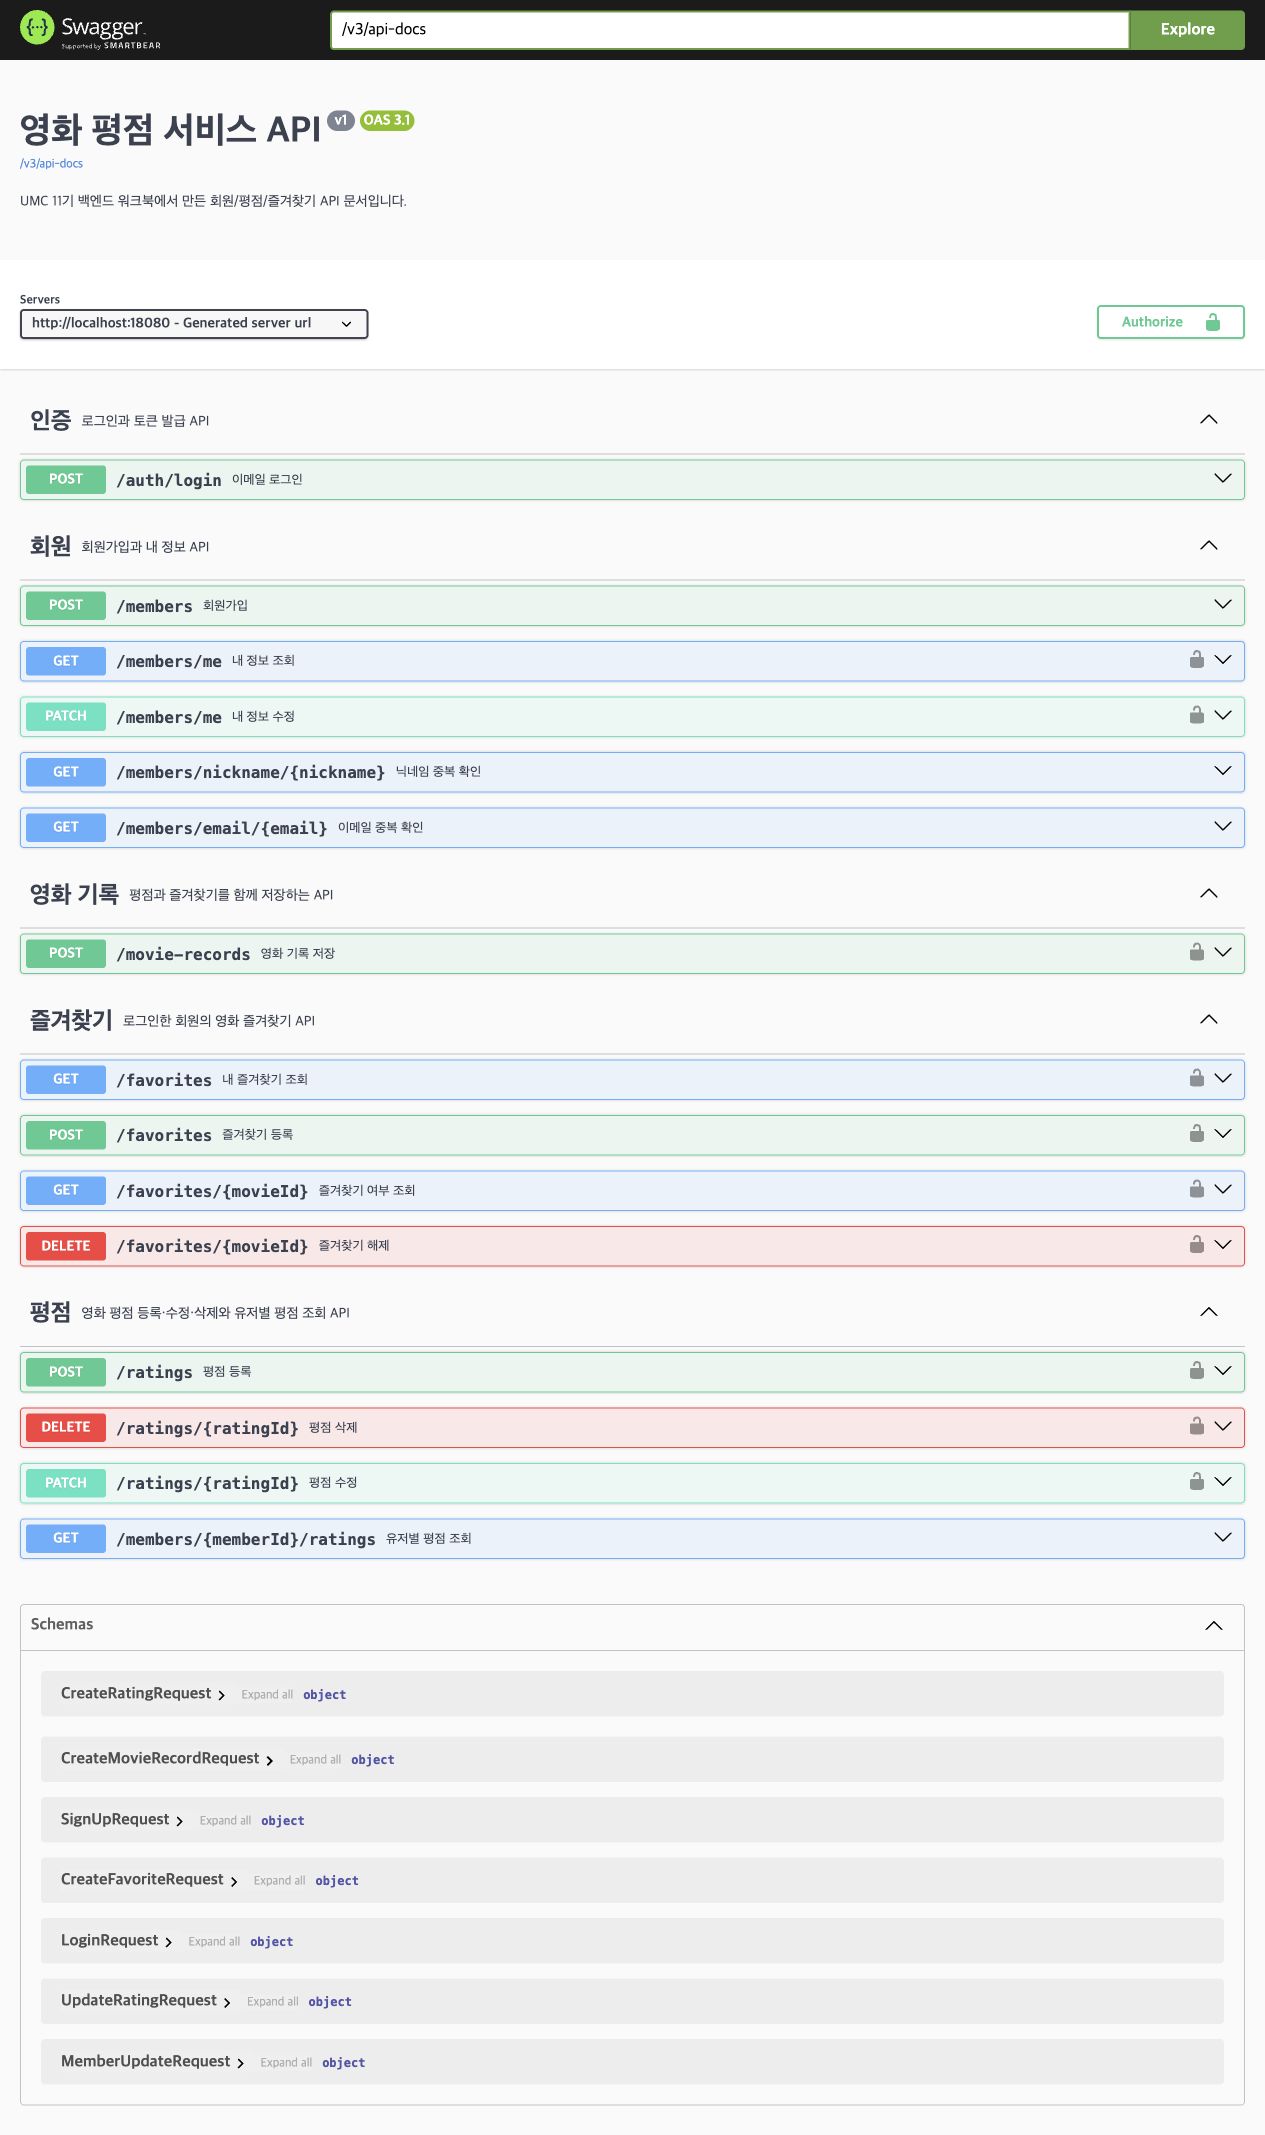 Swagger.
Supported by SMARTBEAR
/v3/api-docs
Explore
영화 평점 서비스 API v1 OAS 3.1
/v3/api-docs
UMC 11기 백엔드 워크북에서 만든 회원/평점/즐겨찾기 API 문서입니다.
Servers
http://localhost:18080 - Generated server url
Authorize
인증 로그인과 토큰 발급 API
POST /auth/login 이메일 로그인
회원 회원가입과 내 정보 API
POST /members 회원가입
GET /members/me 내 정보 조회
PATCH /members/me 내 정보 수정
GET /members/nickname/{nickname} 닉네임 중복 확인
GET /members/email/{email} 이메일 중복 확인
영화 기록 평점과 즐겨찾기를 함께 저장하는 API
POST /movie-records 영화 기록 저장
즐겨찾기 로그인한 회원의 영화 즐겨찾기 API
GET /favorites 내 즐겨찾기 조회
POST /favorites 즐겨찾기 등록
GET /favorites/{movieId} 즐겨찾기 여부 조회
DELETE /favorites/{movieId} 즐겨찾기 해제
평점 영화 평점 등록·수정·삭제와 유저별 평점 조회 API
POST /ratings 평점 등록
DELETE /ratings/{ratingId} 평점 삭제
PATCH /ratings/{ratingId} 평점 수정
GET /members/{memberId}/ratings 유저별 평점 조회
Schemas
CreateRatingRequest Expand all object
CreateMovieRecordRequest Expand all object
SignUpRequest Expand all object
CreateFavoriteRequest Expand all object
LoginRequest Expand all object
UpdateRatingRequest Expand all object
MemberUpdateRequest Expand all object